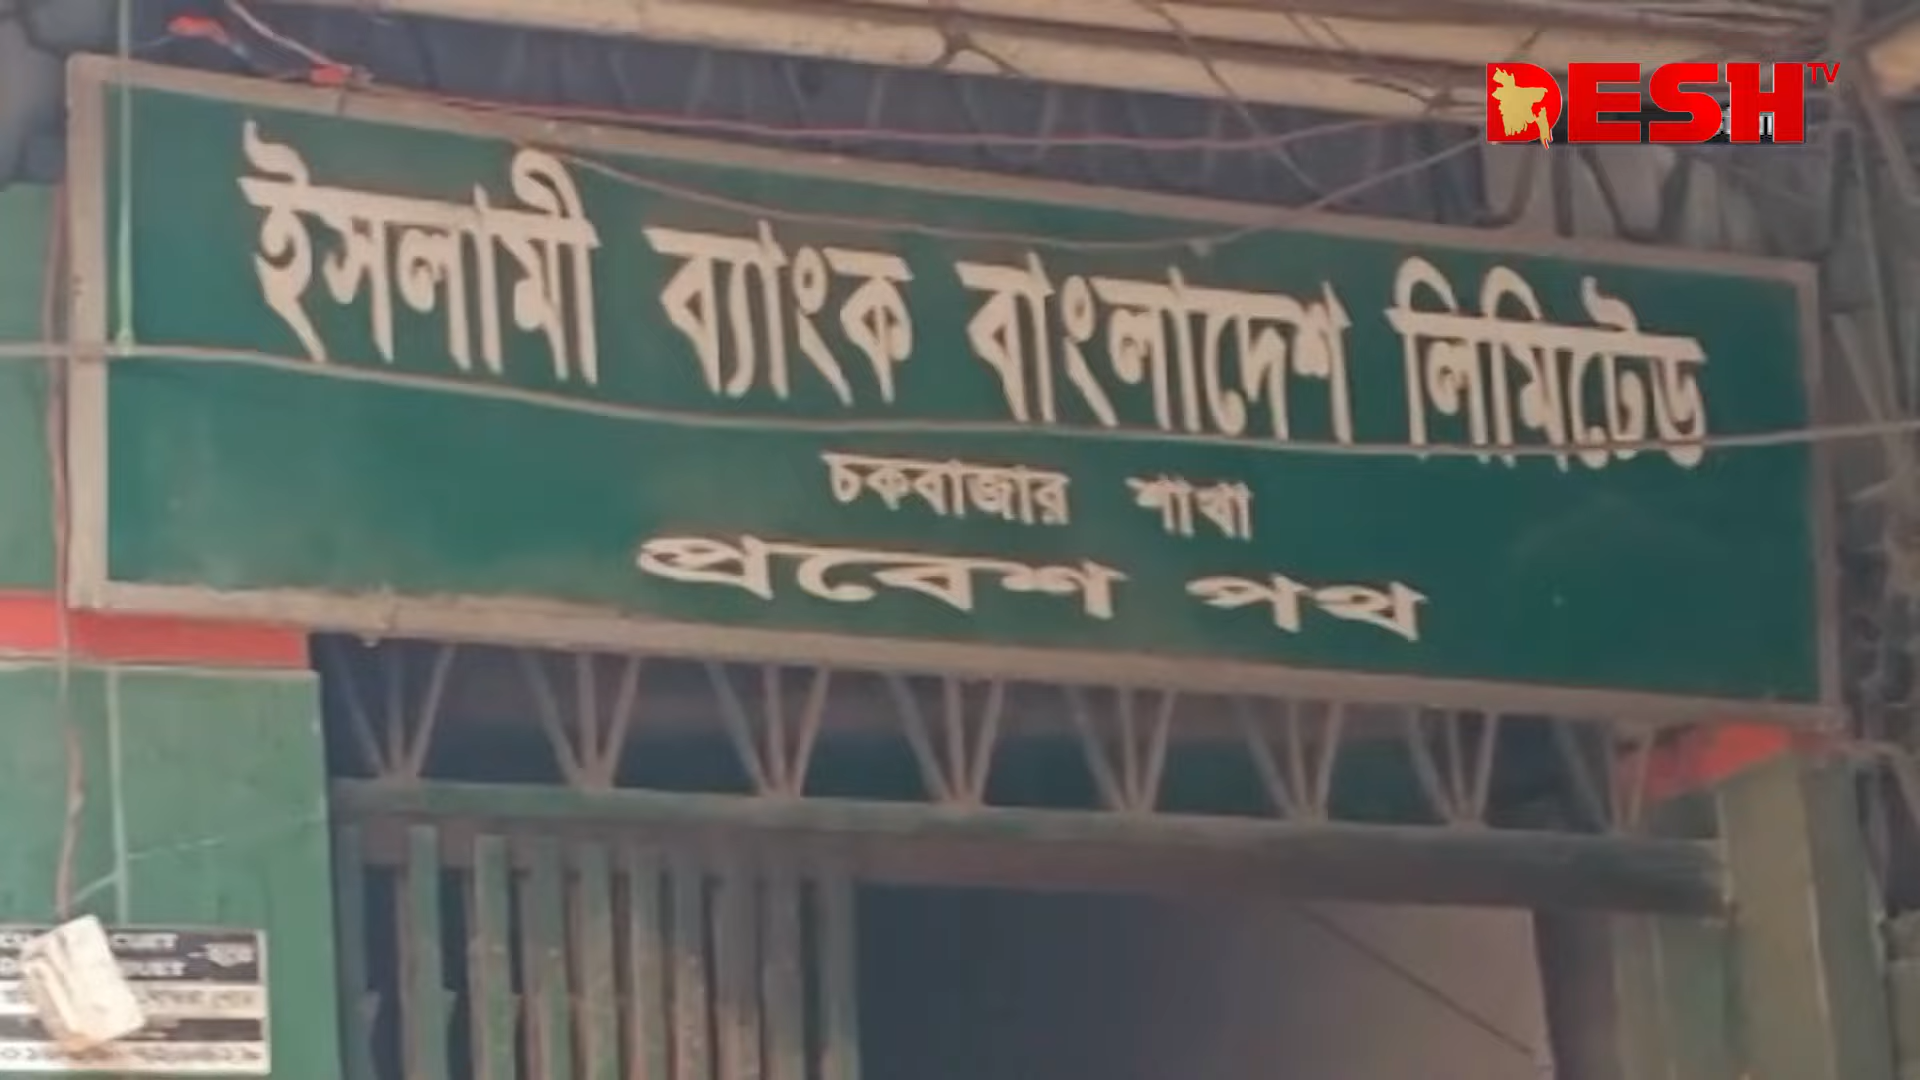 DESH TV
ইসলামী ব্যাংক বাংলাদেশ লিমিটেড
চকবাজার শাখা
প্রবেশ পথ